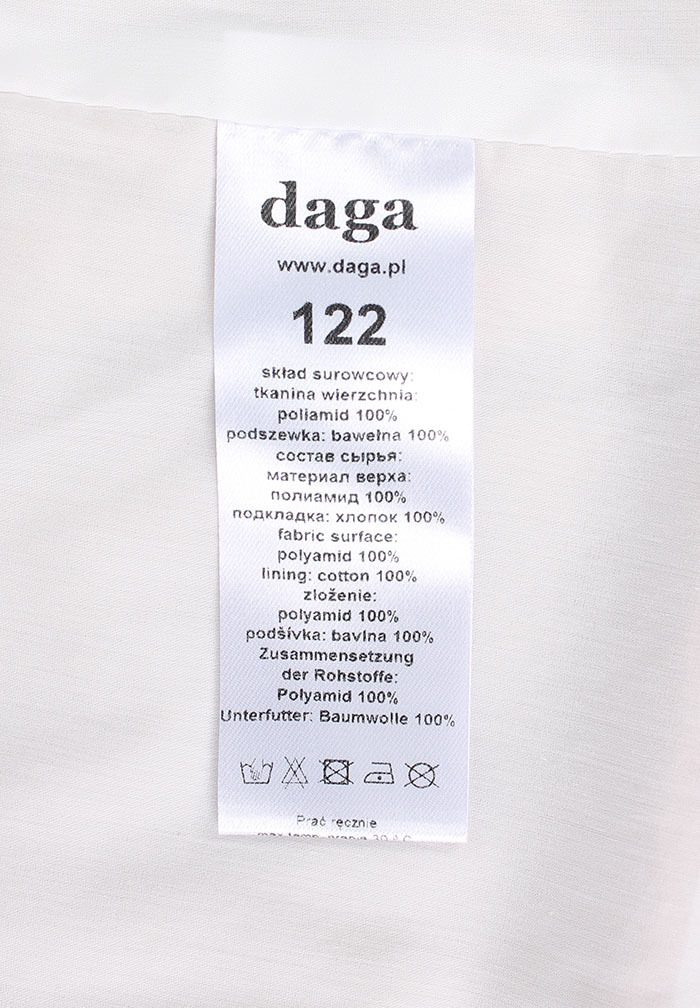 daga
www.daga.pl
122
skład surowcowy:
tkanina wierzchnia:
poliamid 100%
podszewka: bawełna 100%
состав сырья:
материал верха:
полиамид 100%
подкладка: хлопок 100%
fabric surface:
polyamid 100%
lining: cotton 100%
zloženie:
polyamid 100%
podšívka: bavlna 100%
Zusammensetzung
der Rohstoffe:
Polyamid 100%
Unterfutter: Baumwolle 100%
Prać ręcznie